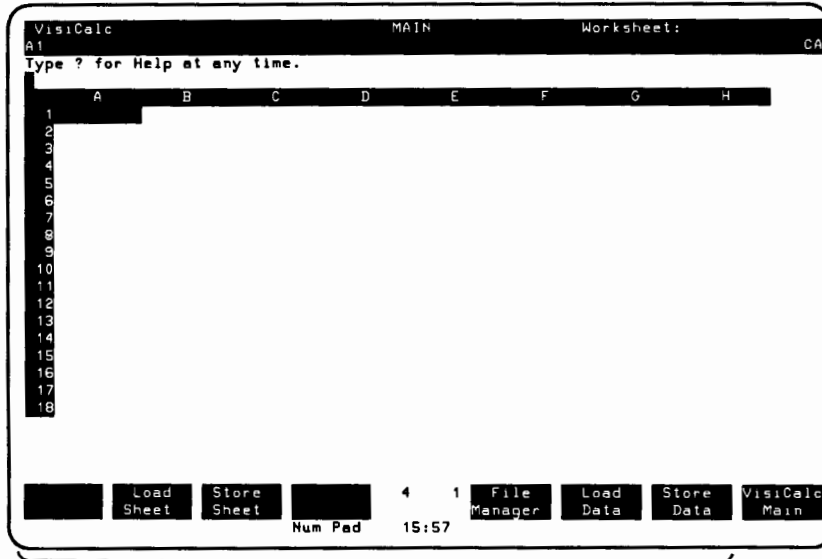 VisiCalc MAIN Worksheet:
A1 CA
Type ? for Help at any time.
A B C D E F G H
1
2
3
4
5
6
7
8
9
10
11
12
13
14
15
16
17
18
Load Store 4 1 File Load Store VisiCalc
Sheet Sheet Manager Data Data Main
Num Pad 15:57